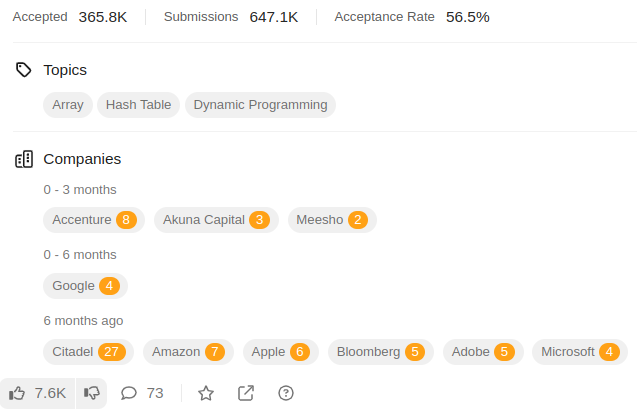 Accepted 365.8K Submissions 647.1K Acceptance Rate 56.5%
Topics
Array Hash Table Dynamic Programming
Companies
0 - 3 months
Accenture 8 Akuna Capital 3 Meesho 2
0 - 6 months
Google 4
6 months ago
Citadel 27 Amazon 7 Apple 6 Bloomberg 5 Adobe 5 Microsoft 4
7.6K 73